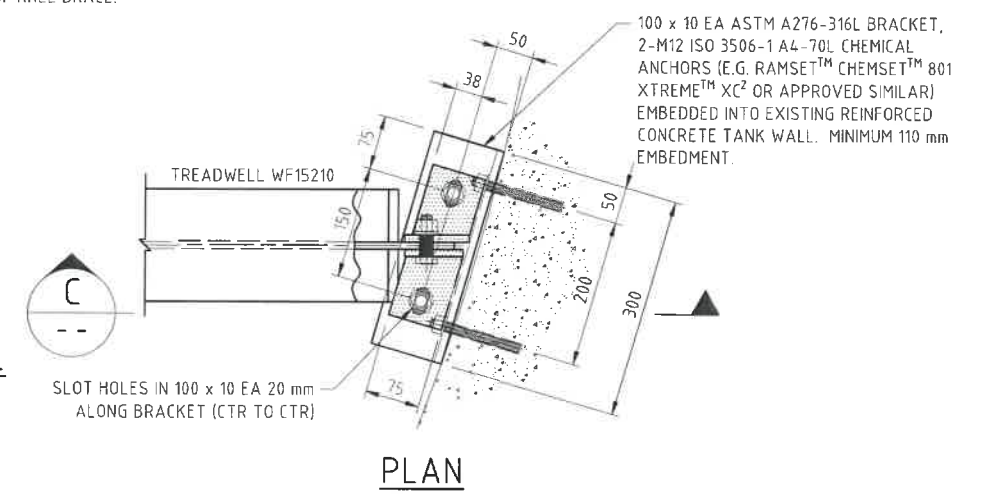 50
38
75
100 x 10 EA ASTM A276-316L BRACKET,
2-M12 ISO 3506-1 A4-70L CHEMICAL
ANCHORS (E.G. RAMSET™ CHEMSET™ 801
XTREME™ XC² OR APPROVED SIMILAR)
EMBEDDED INTO EXISTING REINFORCED
CONCRETE TANK WALL. MINIMUM 110 mm
EMBEDMENT.
TREADWELL WF15210
150
50
200
300
C
--
SLOT HOLES IN 100 x 10 EA 20 mm
ALONG BRACKET (CTR TO CTR)
75
PLAN